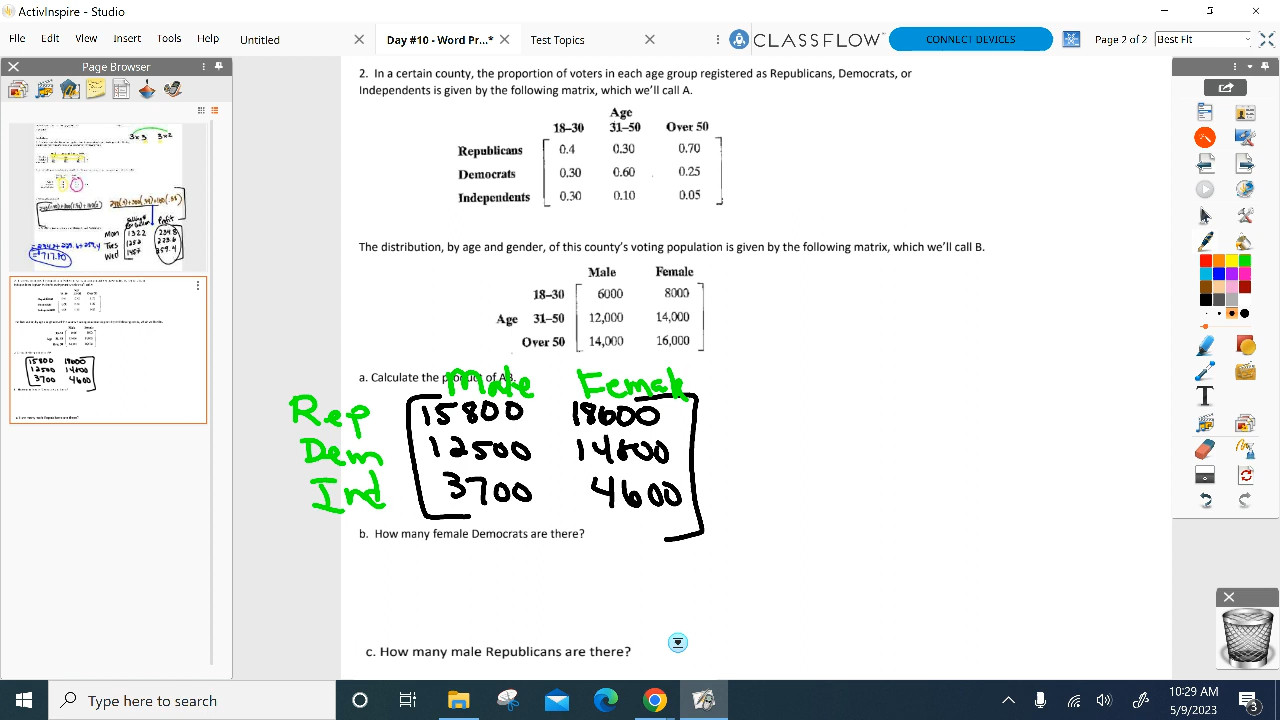 ActivInspire - Studio
File Edit View Insert Tools Help Untitled Day #10 - Word Pr...* Test Topics CLASSFLOW CONNECT DEVICES Page 2 of 2 Best Fit
Page Browser
2. In a certain county, the proportion of voters in each age group registered as Republicans, Democrats, or
Independents is given by the following matrix, which we'll call A.
Age
18–30 31–50 Over 50
Republicans 0.4 0.30 0.70
Democrats 0.30 0.60 0.25
Independents 0.30 0.10 0.05
The distribution, by age and gender, of this county's voting population is given by the following matrix, which we'll call B.
Male Female
18–30 6000 8000
Age 31–50 12,000 14,000
Over 50 14,000 16,000
a. Calculate the product of AB.
Male Female
Rep 15800 18600
Dem 12500 14800
Ind 3700 4600
b. How many female Democrats are there?
c. How many male Republicans are there?
Type here to search
10:29 AM
5/9/2023
3